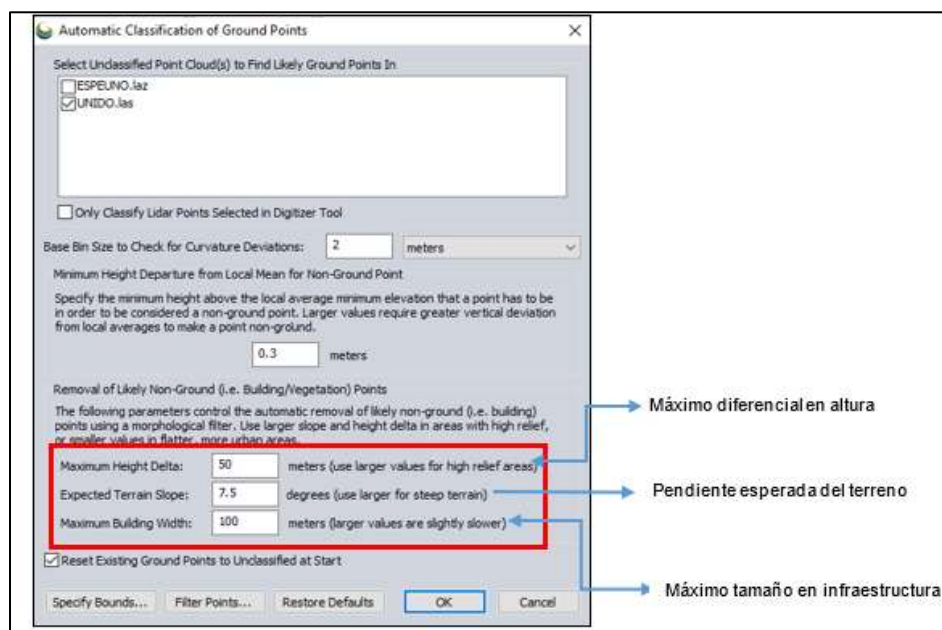 Automatic Classification of Ground Points
Select Unclassified Point Cloud(s) to Find Likely Ground Points In
ESPEUNO.laz
UNIDO.las
Only Classify Lidar Points Selected in Digitizer Tool
Base Bin Size to Check for Curvature Deviations: 2 meters
Minimum Height Departure from Local Mean for Non-Ground Point
Specify the minimum height above the local average minimum elevation that a point has to be
in order to be considered a non-ground point. Larger values require greater vertical deviation
from local averages to make a point non-ground.
0.3 meters
Removal of Likely Non-Ground (i.e. Building/Vegetation) Points
The following parameters control the automatic removal of likely non-ground (i.e. building)
points using a morphological filter. Use larger slope and height delta in areas with high relief,
or smaller values in flatter, more urban areas.
Maximum Height Delta: 50 meters (use larger values for high relief areas)
Máximo diferencial en altura
Expected Terrain Slope: 7.5 degrees (use larger for steep terrain)
Pendiente esperada del terreno
Maximum Building Width: 100 meters (larger values are slightly slower)
Máximo tamaño en infraestructura
Reset Existing Ground Points to Unclassified at Start
Specify Bounds... Filter Points... Restore Defaults OK Cancel